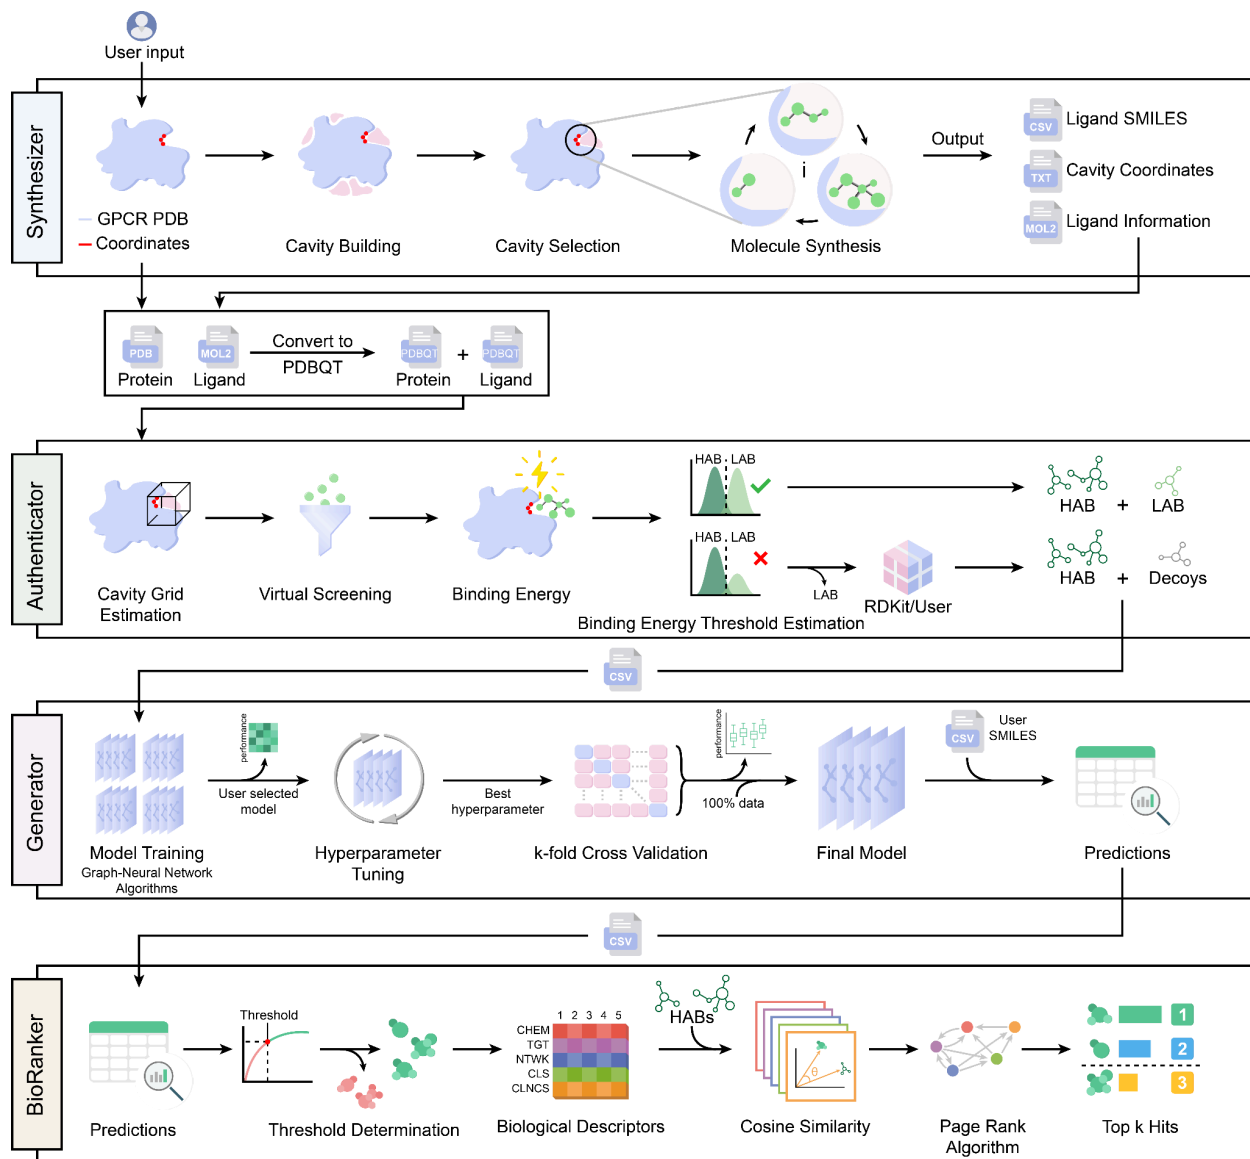 User input
Synthesizer
GPCR PDB
Coordinates
Cavity Building
Cavity Selection
i
Molecule Synthesis
Output
CSV
Ligand SMILES
TXT
Cavity Coordinates
MOL2
Ligand Information
PDB
Protein
MOL2
Ligand
Convert to
PDBQT
PDBQT
Protein
+
PDBQT
Ligand
Authenticator
Cavity Grid
Estimation
Virtual Screening
Binding Energy
HAB LAB
HAB LAB
LAB
Binding Energy Threshold Estimation
RDKit/User
HAB + LAB
HAB + Decoys
CSV
Generator
Model Training
Graph-Neural Network
Algorithms
performance
User selected
model
Hyperparameter
Tuning
Best
hyperparameter
k-fold Cross Validation
performance
100% data
Final Model
CSV
User
SMILES
Predictions
CSV
BioRanker
Predictions
Threshold
Threshold Determination
1 2 3 4 5
CHEM
TGT
NTWK
CLS
CLNCS
Biological Descriptors
HABs
θ
Cosine Similarity
Page Rank
Algorithm
1
2
3
Top k Hits